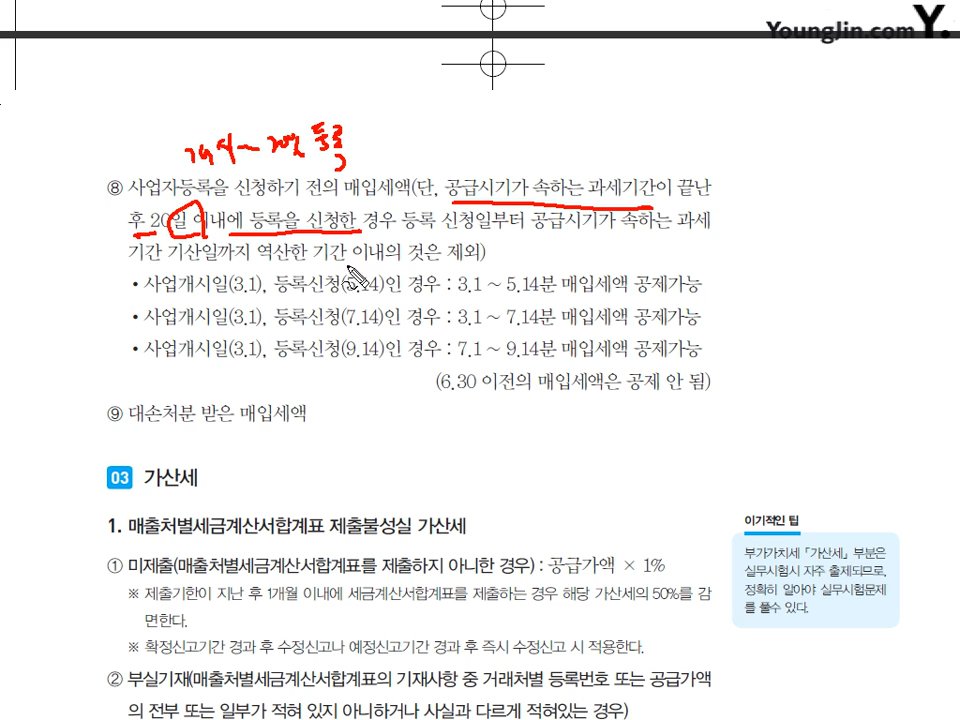 YoungJin.com Y.
~ 20일 등록
⑧ 사업자등록을 신청하기 전의 매입세액(단, 공급시기가 속하는 과세기간이 끝난
후 20일 이내에 등록을 신청한 경우 등록 신청일부터 공급시기가 속하는 과세
기간 기산일까지 역산한 기간 이내의 것은 제외)
• 사업개시일(3.1), 등록신청(5.14)인 경우 : 3.1 ~ 5.14분 매입세액 공제가능
• 사업개시일(3.1), 등록신청(7.14)인 경우 : 3.1 ~ 7.14분 매입세액 공제가능
• 사업개시일(3.1), 등록신청(9.14)인 경우 : 7.1 ~ 9.14분 매입세액 공제가능
(6.30 이전의 매입세액은 공제 안 됨)
⑨ 대손처분 받은 매입세액
03 가산세
1. 매출처별세금계산서합계표 제출불성실 가산세
① 미제출(매출처별세금계산서합계표를 제출하지 아니한 경우) : 공급가액 × 1%
※ 제출기한이 지난 후 1개월 이내에 세금계산서합계표를 제출하는 경우 해당 가산세의 50%를 감
면한다.
※ 확정신고기간 경과 후 수정신고나 예정신고기간 경과 후 즉시 수정신고 시 적용한다.
② 부실기재(매출처별세금계산서합계표의 기재사항 중 거래처별 등록번호 또는 공급가액
의 전부 또는 일부가 적혀 있지 아니하거나 사실과 다르게 적혀있는 경우)
이기적인 팁
부가가치세 「가산세」 부분은
실무시험시 자주 출제되므로,
정확히 알아야 실무시험문제
를 풀수 있다.